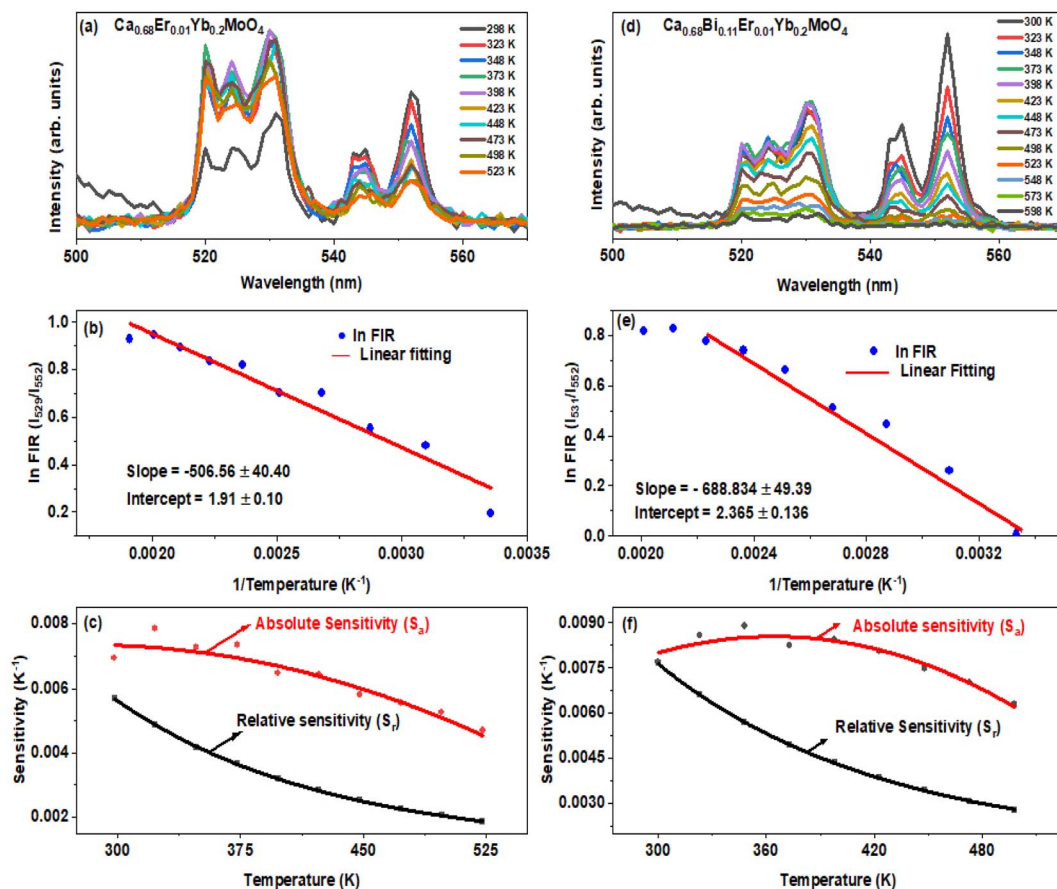 (a) Ca₀.₆₈Er₀.₀₁Yb₀.₂MoO₄
298 K
323 K
348 K
373 K
398 K
423 K
448 K
473 K
498 K
523 K
Intensity (arb. units)
500 520 540 560
Wavelength (nm)
(d) Ca₀.₆₈Bi₀.₁₁Er₀.₀₁Yb₀.₂MoO₄
300 K
323 K
348 K
373 K
398 K
423 K
448 K
473 K
498 K
523 K
548 K
573 K
598 K
Intensity (arb. units)
500 520 540 560
Wavelength (nm)
(b)
ln FIR
Linear fitting
Slope = -506.56 ± 40.40
Intercept = 1.91 ± 0.10
ln FIR (I₅₂₉/I₅₅₂)
1.0
0.8
0.6
0.4
0.2
0.0020 0.0025 0.0030 0.0035
1/Temperature (K⁻¹)
(e)
ln FIR
Linear Fitting
Slope = - 688.834 ± 49.39
Intercept = 2.365 ± 0.136
ln FIR (I₅₃₁/I₅₅₂)
0.8
0.6
0.4
0.2
0.0
0.0020 0.0024 0.0028 0.0032
1/Temperature (K⁻¹)
(c)
Absolute Sensitivity (Sₐ)
Relative sensitivity (Sᵣ)
Sensitivity (K⁻¹)
0.008
0.006
0.004
0.002
300 375 450 525
Temperature (K)
(f)
Absolute sensitivity (Sₐ)
Relative Sensitivity (Sᵣ)
Sensitivity (K⁻¹)
0.0090
0.0075
0.0060
0.0045
0.0030
300 360 420 480
Temperature (K)